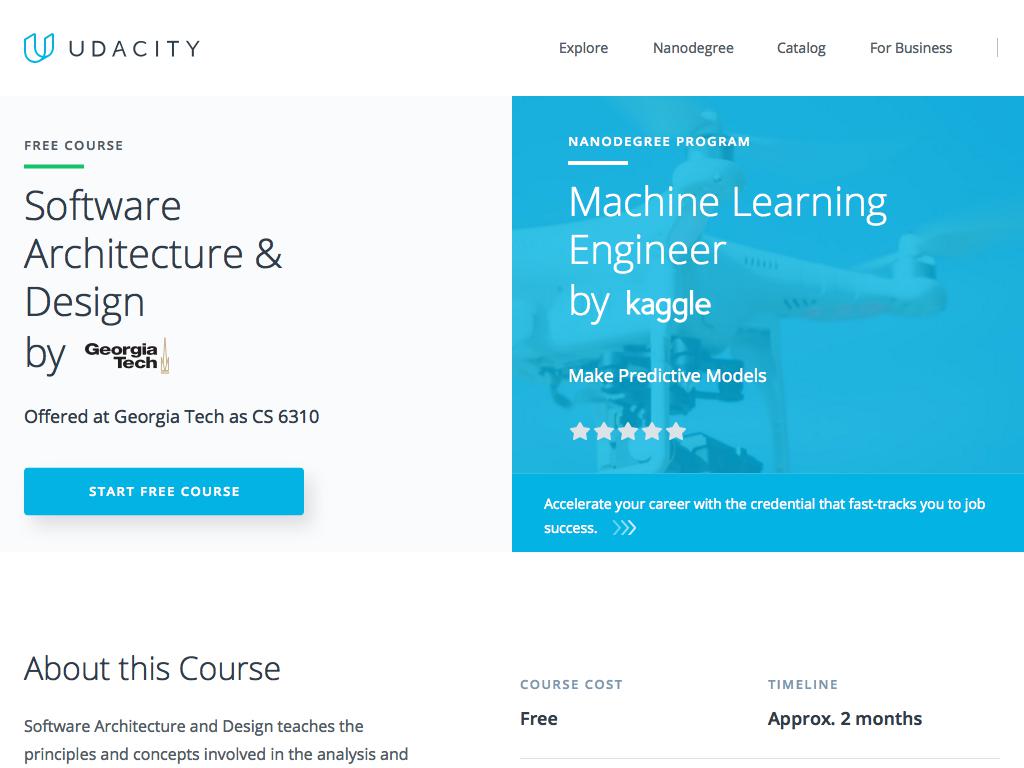 UDACITY
Explore
Nanodegree
Catalog
For Business
FREE COURSE
Software
Architecture &
Design
by Georgia
Tech
Offered at Georgia Tech as CS 6310
START FREE COURSE
NANODEGREE PROGRAM
Machine Learning
Engineer
by kaggle
Make Predictive Models
Accelerate your career with the credential that fast-tracks you to job
success.
About this Course
Software Architecture and Design teaches the
principles and concepts involved in the analysis and
COURSE COST
Free
TIMELINE
Approx. 2 months